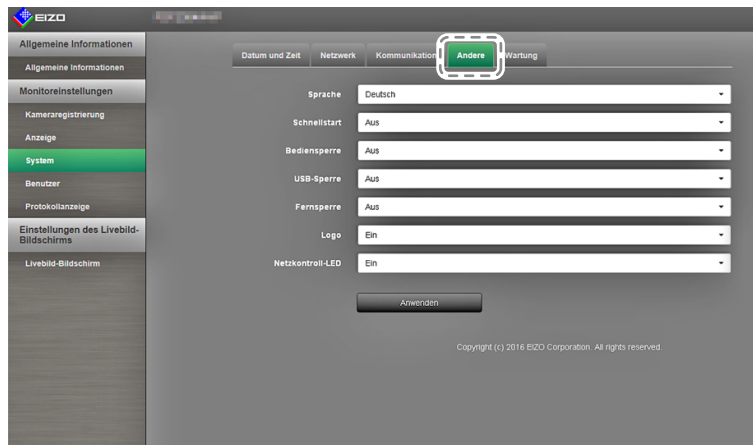 EIZO
Allgemeine Informationen
Allgemeine Informationen
Monitoreinstellungen
Kameraregistrierung
Anzeige
System
Benutzer
Protokollanzeige
Einstellungen des Livebild-
Bildschirms
Livebild-Bildschirm
Datum und Zeit Netzwerk Kommunikation Andere Wartung
Sprache Deutsch
Schnellstart Aus
Bediensperre Aus
USB-Sperre Aus
Fernsperre Aus
Logo Ein
Netzkontroll-LED Ein
Anwenden
Copyright (c) 2016 EIZO Corporation. All rights reserved.